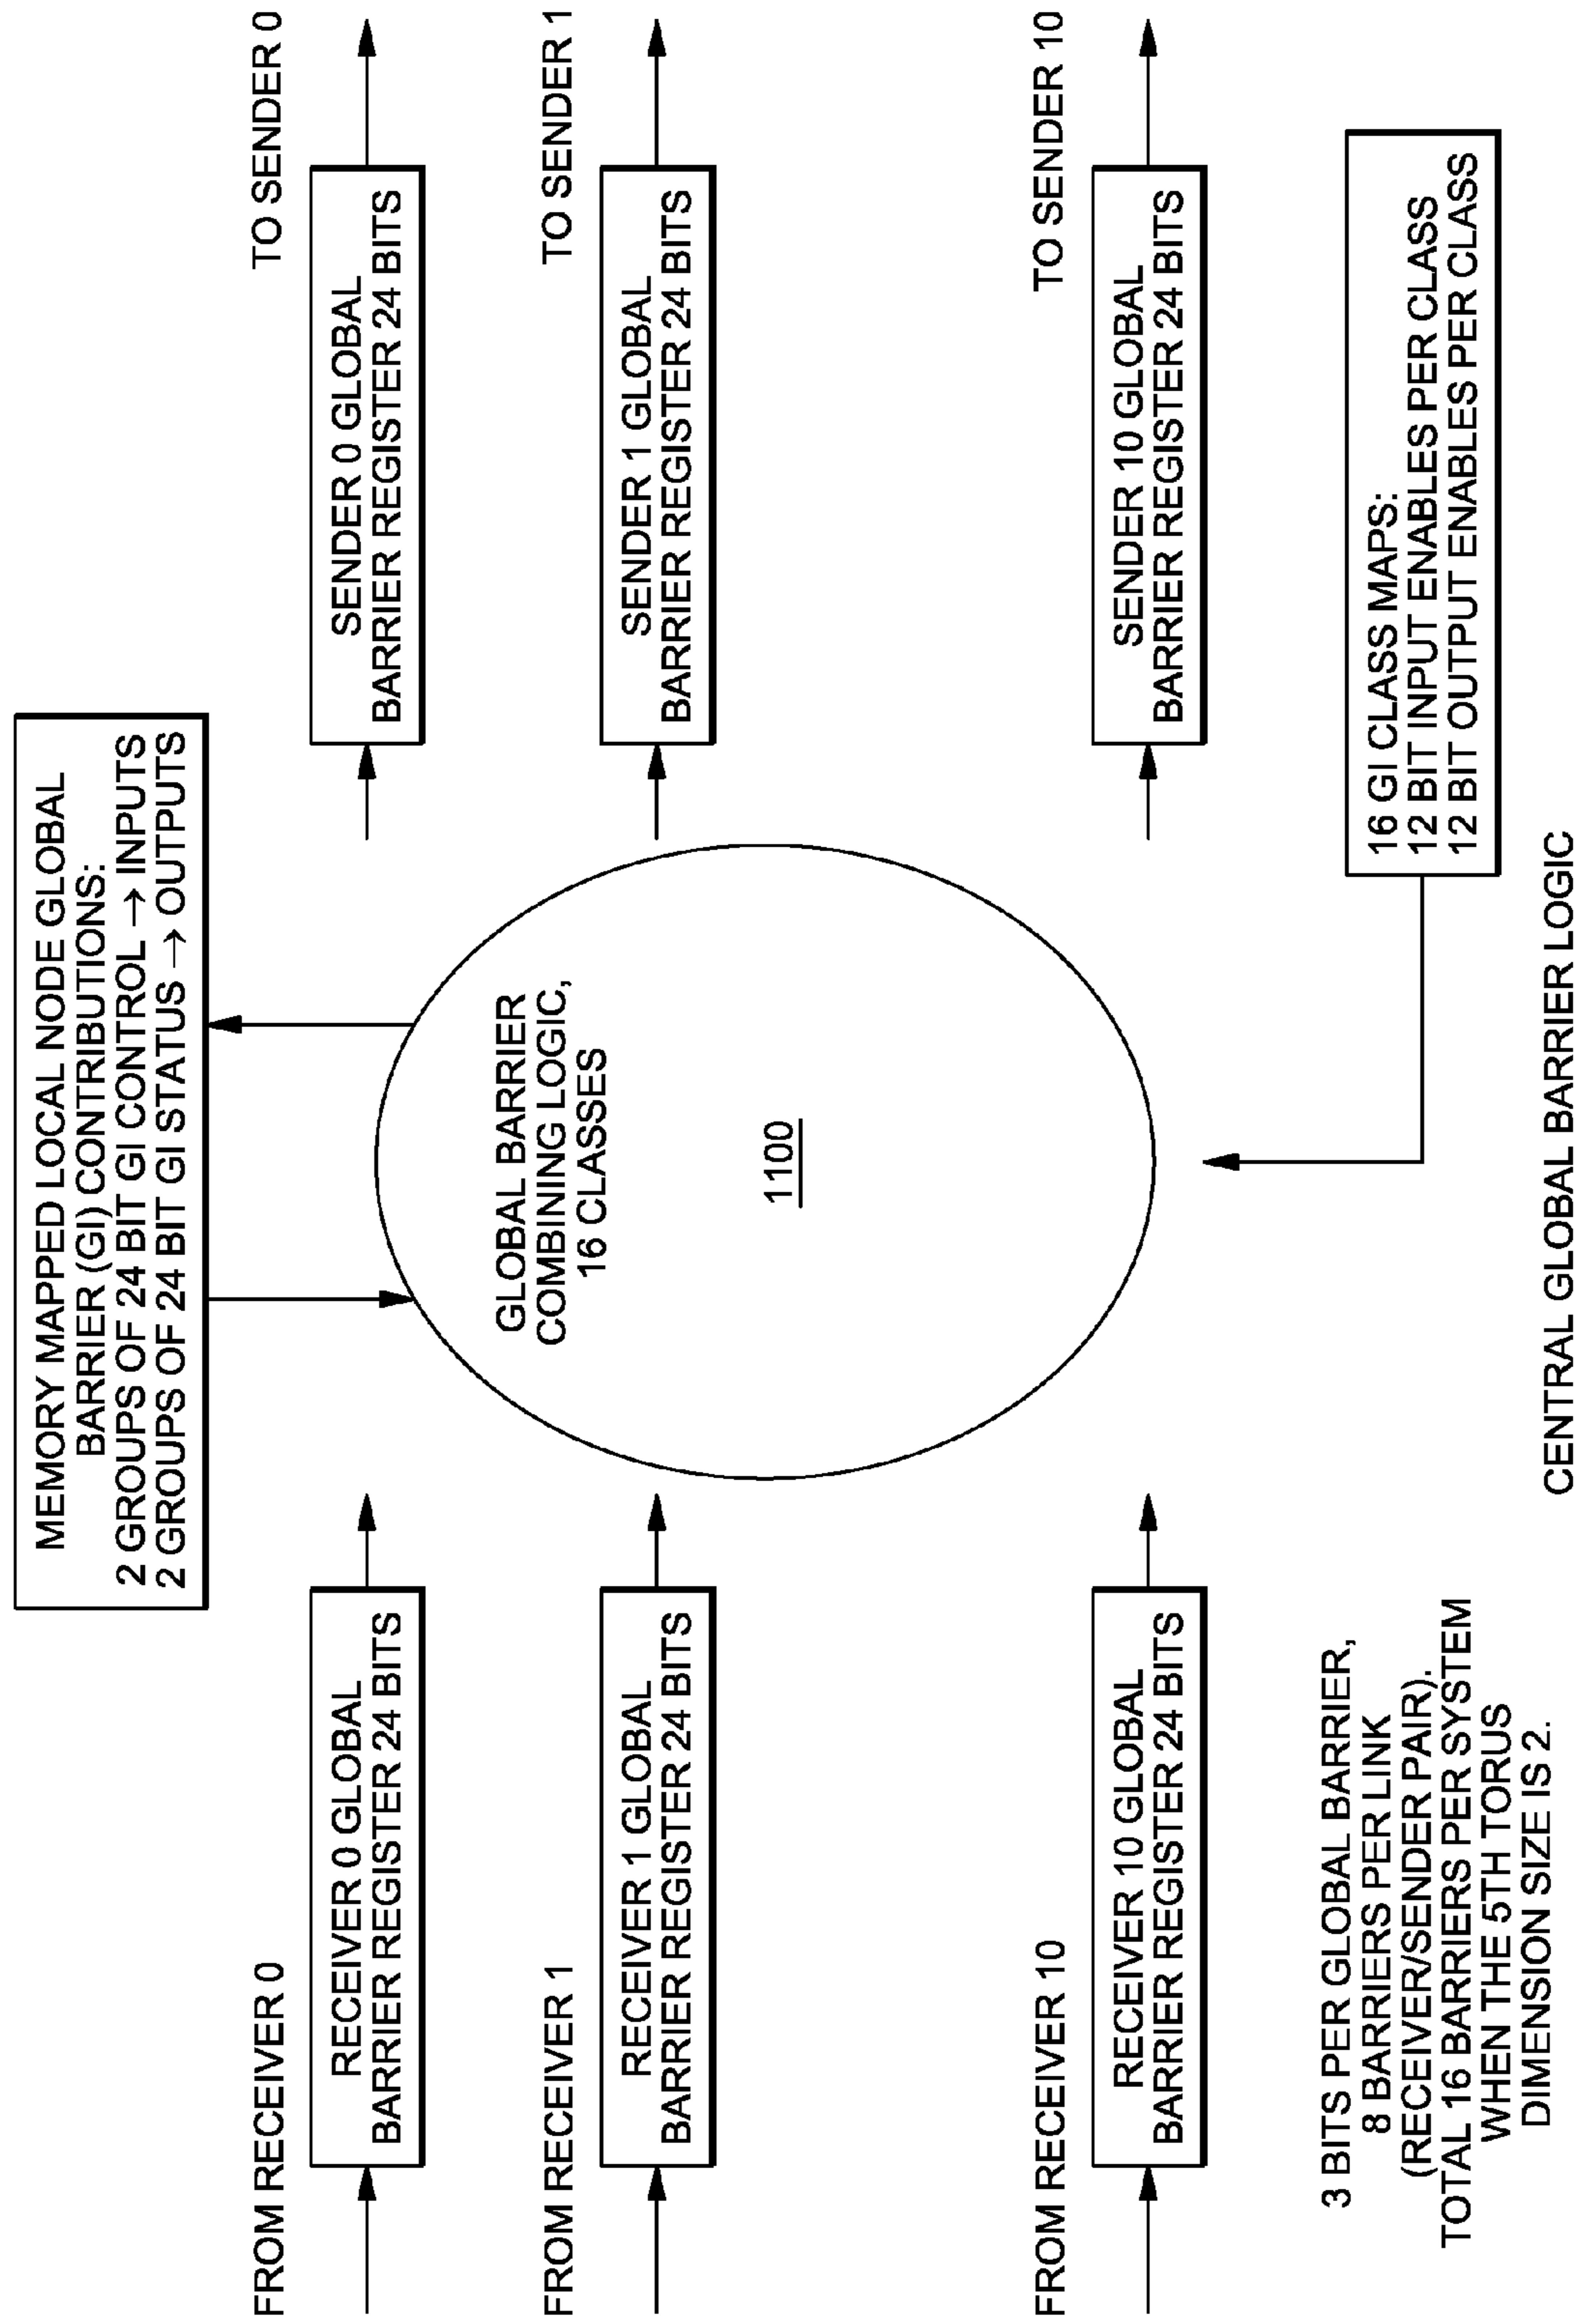 MEMORY MAPPED LOCAL NODE GLOBAL
BARRIER (GI) CONTRIBUTIONS:
2 GROUPS OF 24 BIT GI CONTROL → INPUTS
2 GROUPS OF 24 BIT GI STATUS → OUTPUTS
FROM RECEIVER 0
RECEIVER 0 GLOBAL
BARRIER REGISTER 24 BITS
FROM RECEIVER 1
RECEIVER 1 GLOBAL
BARRIER REGISTER 24 BITS
FROM RECEIVER 10
RECEIVER 10 GLOBAL
BARRIER REGISTER 24 BITS
GLOBAL BARRIER
COMBINING LOGIC,
16 CLASSES
1100
TO SENDER 0
SENDER 0 GLOBAL
BARRIER REGISTER 24 BITS
TO SENDER 1
SENDER 1 GLOBAL
BARRIER REGISTER 24 BITS
TO SENDER 10
SENDER 10 GLOBAL
BARRIER REGISTER 24 BITS
3 BITS PER GLOBAL BARRIER,
8 BARRIERS PER LINK
(RECEIVER/SENDER PAIR).
TOTAL 16 BARRIERS PER SYSTEM
WHEN THE 5TH TORUS
DIMENSION SIZE IS 2.
16 GI CLASS MAPS:
12 BIT INPUT ENABLES PER CLASS
12 BIT OUTPUT ENABLES PER CLASS
CENTRAL GLOBAL BARRIER LOGIC